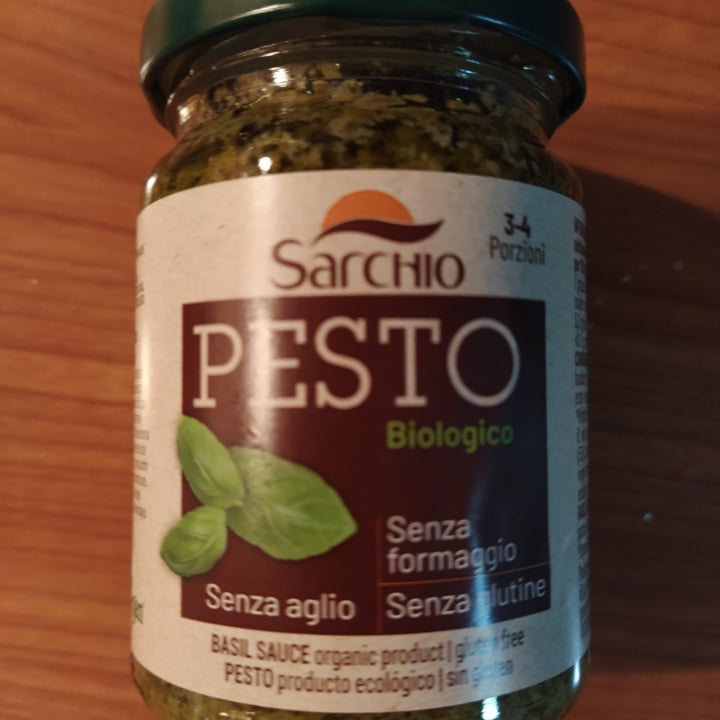 Sarchio
3-4
Porzioni
PESTO
Biologico
Senza
formaggio
Senza aglio
Senza glutine
BASIL SAUCE organic product | gluten free
PESTO producto ecológico | sin gluten